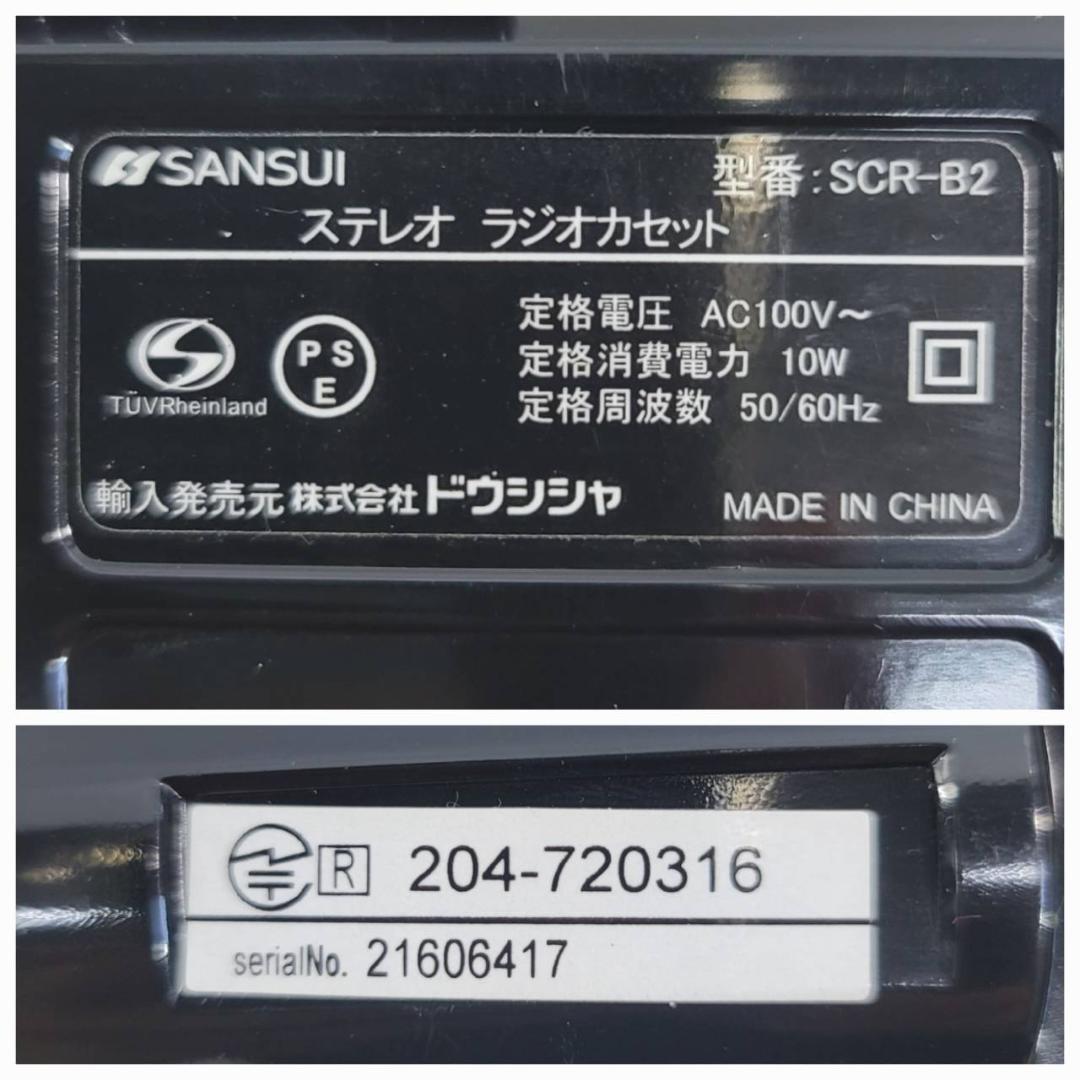 SANSUI 型番:SCR-B2
ステレオ ラジオカセット
定格電圧 AC100V～
定格消費電力 10W
定格周波数 50/60Hz
TÜVRheinland
PSE
輸入発売元 株式会社ドウシシャ MADE IN CHINA
R 204-720316
serialNo. 21606417